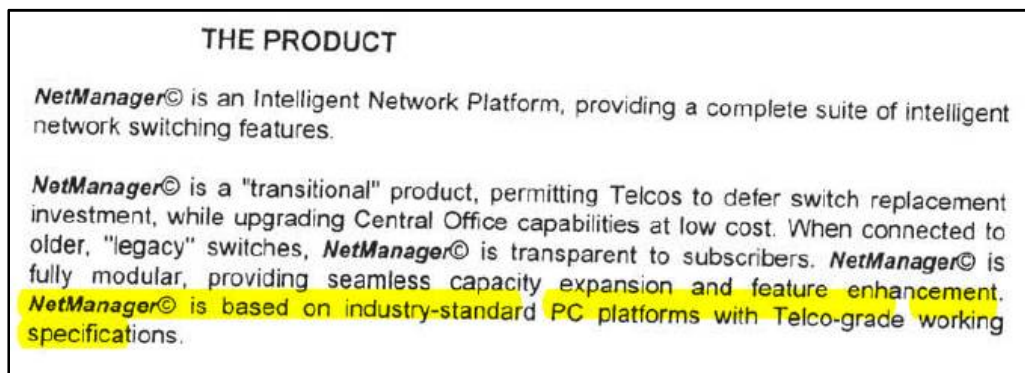 THE PRODUCT
NetManager© is an Intelligent Network Platform, providing a complete suite of intelligent
network switching features.
NetManager© is a "transitional" product, permitting Telcos to defer switch replacement
investment, while upgrading Central Office capabilities at low cost. When connected to
older, "legacy" switches, NetManager© is transparent to subscribers. NetManager© is
fully modular, providing seamless capacity expansion and feature enhancement.
NetManager© is based on industry-standard PC platforms with Telco-grade working
specifications.